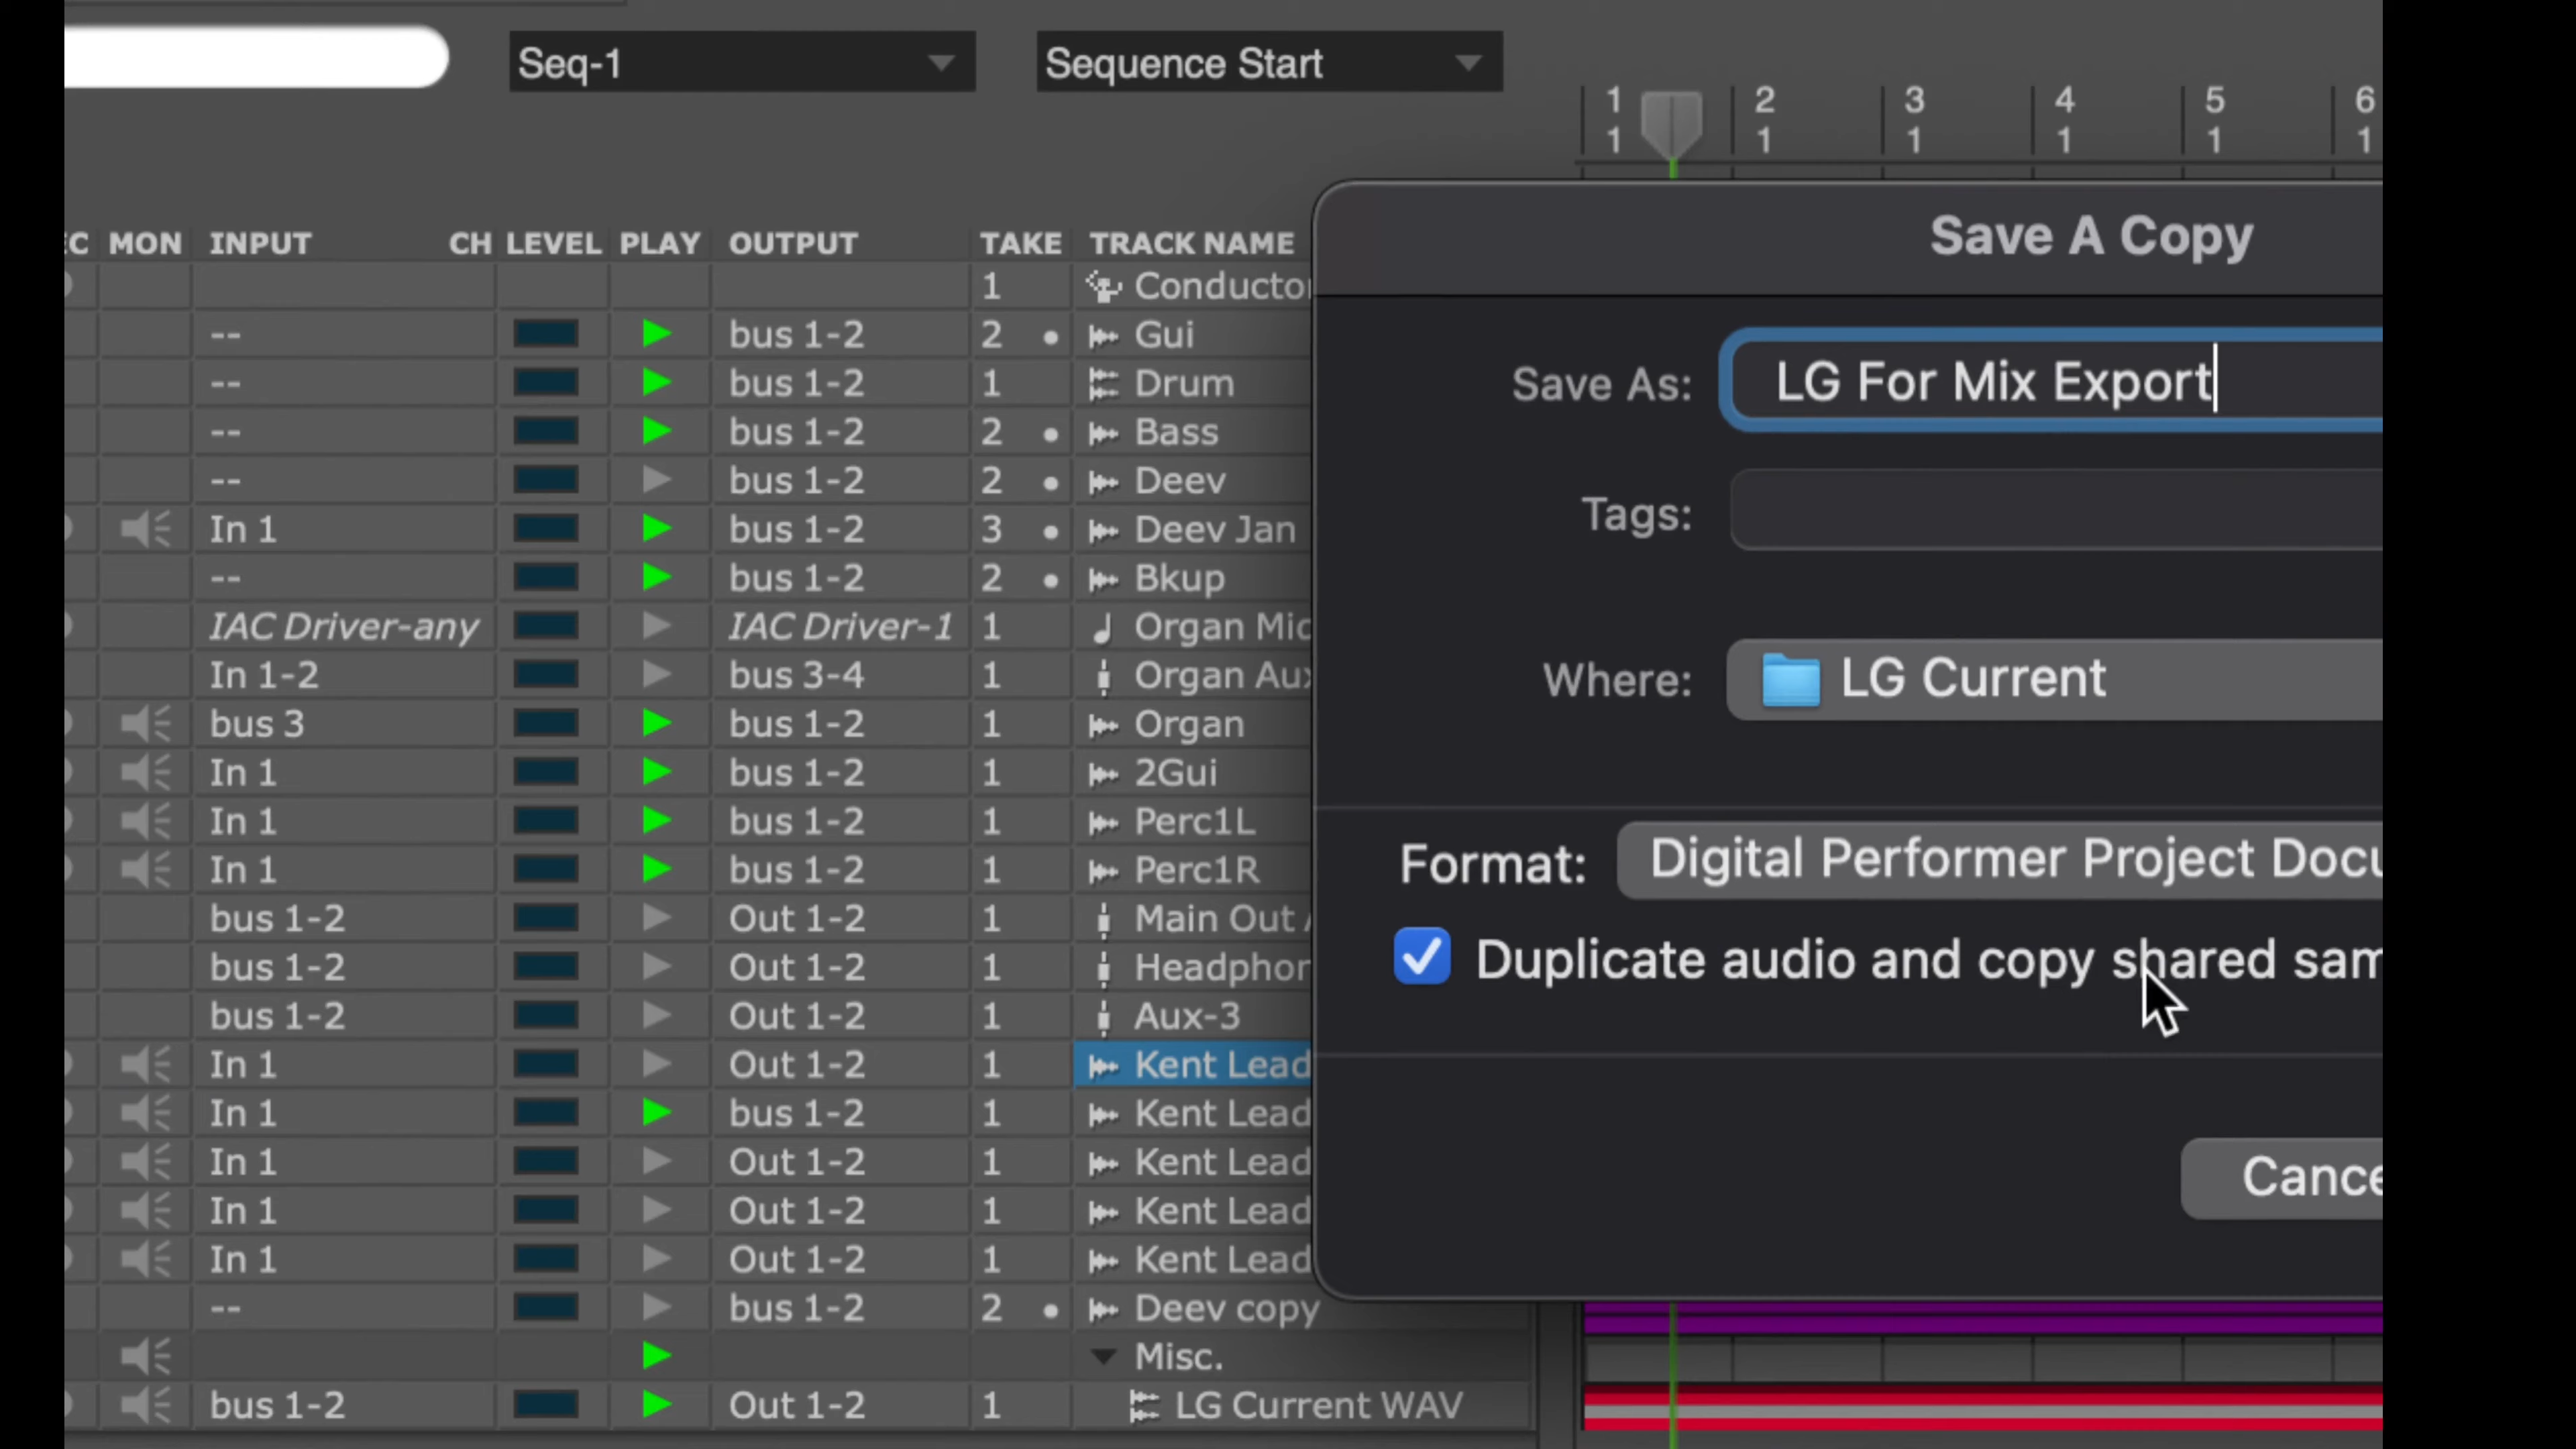 Seq-1 Sequence Start
1 2 3 4 5 6
1 1 1 1 1 1
MON INPUT CH LEVEL PLAY OUTPUT TAKE TRACK NAME
1
-- bus 1-2 2 Gui
-- bus 1-2 1 Drum
-- bus 1-2 2 Bass
-- bus 1-2 2 Deev
In 1 bus 1-2 3 Deev Jan
-- bus 1-2 2 Bkup
IAC Driver-any IAC Driver-1 1 Organ
In 1-2 bus 3-4 1 Organ
bus 3 bus 1-2 1 Organ
In 1 bus 1-2 1 2Gui
In 1 bus 1-2 1 Perc1L
In 1 bus 1-2 1 Perc1R
bus 1-2 Out 1-2 1 Main Out
bus 1-2 Out 1-2 1
bus 1-2 Out 1-2 1 Aux-3
In 1 Out 1-2 1 Kent Lead
In 1 bus 1-2 1 Kent Lead
In 1 Out 1-2 1 Kent Lead
In 1 Out 1-2 1 Kent Lead
In 1 Out 1-2 1 Kent Lead
-- bus 1-2 2 Deev copy
Misc.
bus 1-2 Out 1-2 1 LG Current WAV
Save A Copy
Save As: LG For Mix Export
Tags:
Where: LG Current
Format: Digital Performer Project
Duplicate audio and copy shared